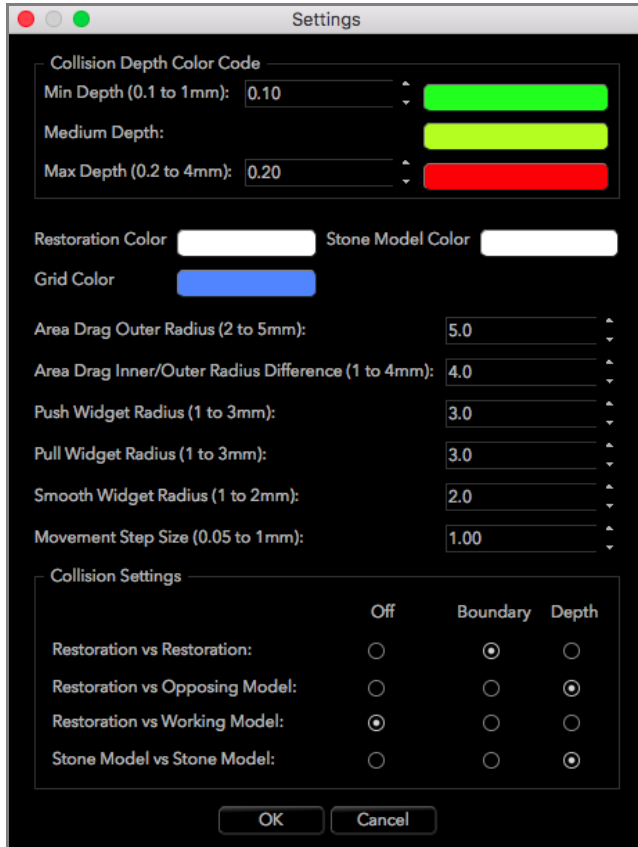 Settings
Collision Depth Color Code
Min Depth (0.1 to 1mm): 0.10
Medium Depth:
Max Depth (0.2 to 4mm): 0.20
Restoration Color Stone Model Color
Grid Color
Area Drag Outer Radius (2 to 5mm): 5.0
Area Drag Inner/Outer Radius Difference (1 to 4mm): 4.0
Push Widget Radius (1 to 3mm): 3.0
Pull Widget Radius (1 to 3mm): 3.0
Smooth Widget Radius (1 to 2mm): 2.0
Movement Step Size (0.05 to 1mm): 1.00
Collision Settings
Off Boundary Depth
Restoration vs Restoration:
Restoration vs Opposing Model:
Restoration vs Working Model:
Stone Model vs Stone Model:
OK Cancel